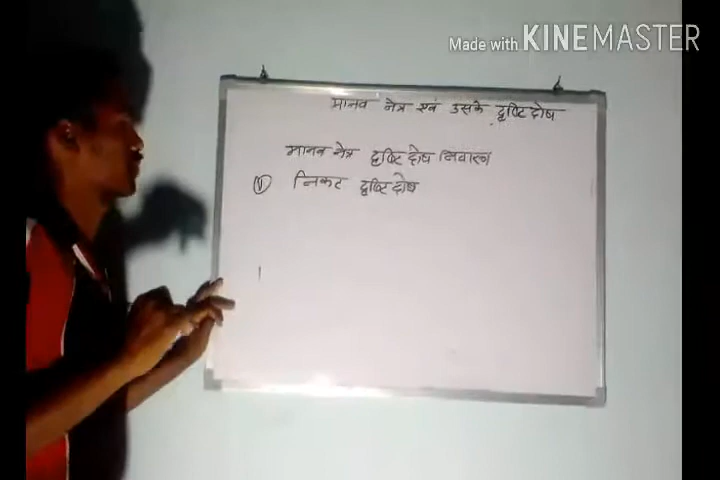 Made with KINEMASTER
मानव नेत्र एवं उसके दृष्टि दोष
मानव नेत्र दृष्टि दोष निवारण
① निकट दृष्टि दोष